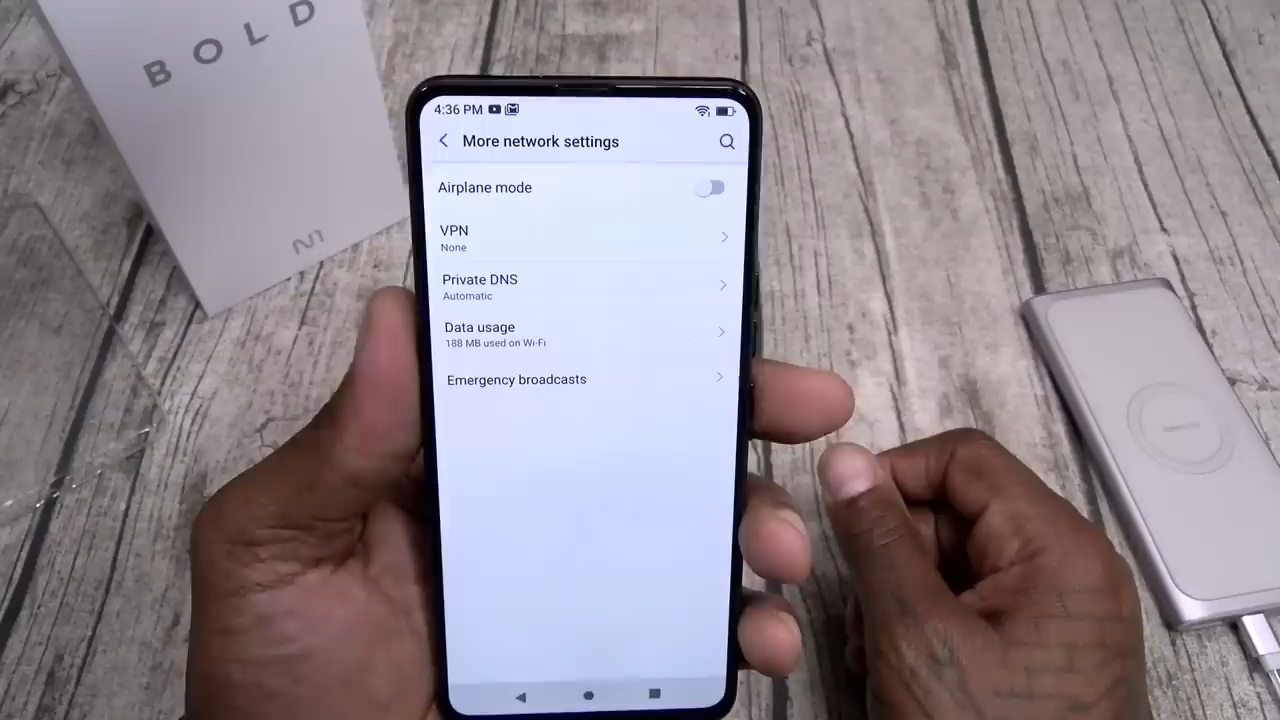 BOLD
N1
4:36 PM
More network settings
Airplane mode
VPN
None
Private DNS
Automatic
Data usage
188 MB used on Wi-Fi
Emergency broadcasts